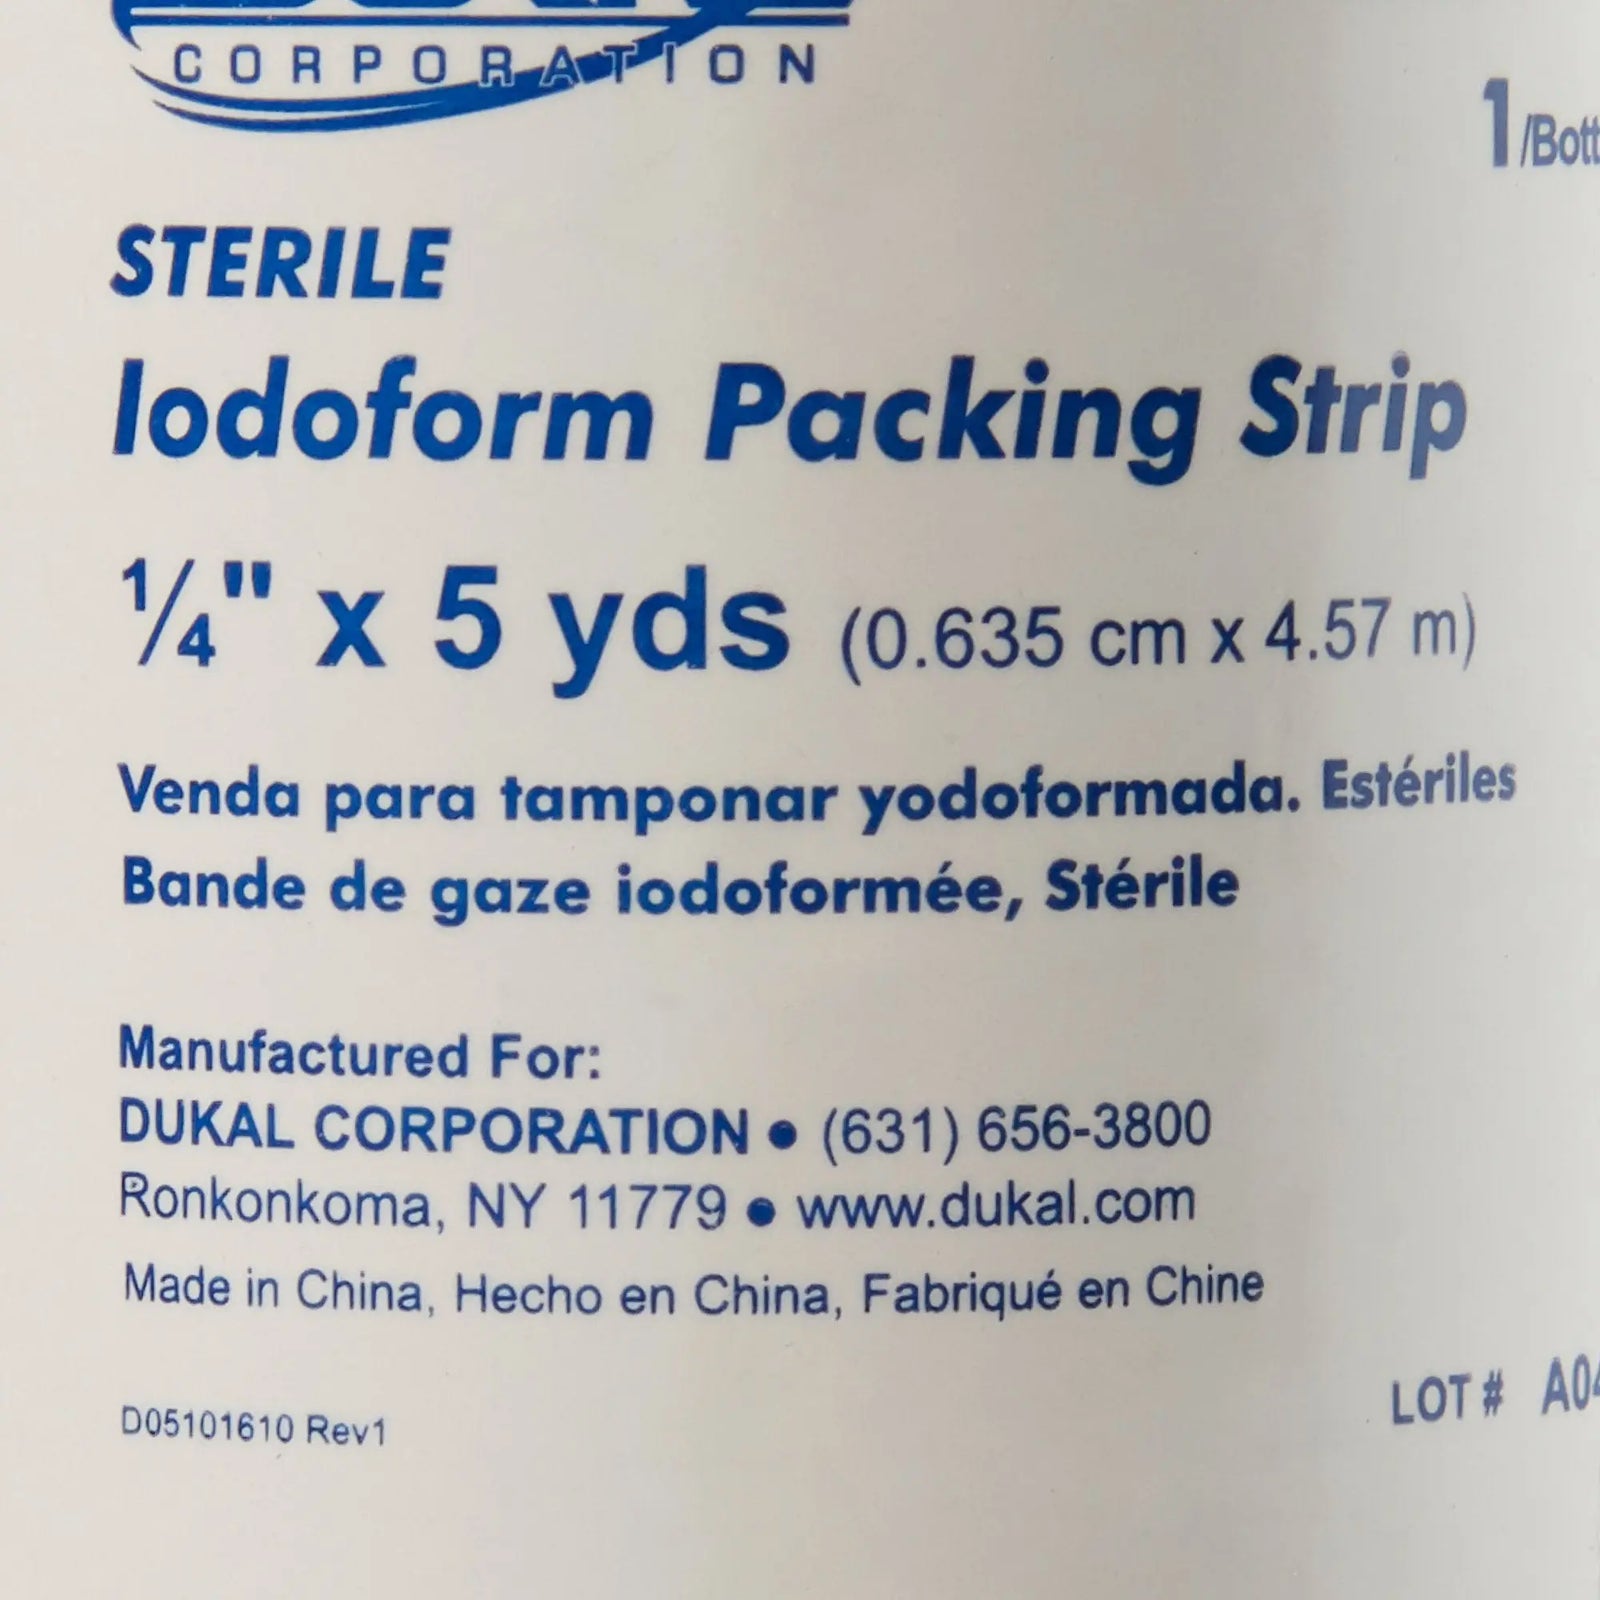 CORPORATION
1/Bott
STERILE
Iodoform Packing Strip
¼" x 5 yds (0.635 cm x 4.57 m)
Venda para tamponar yodoformada. Estériles
Bande de gaze iodoformée, Stérile
Manufactured For:
DUKAL CORPORATION • (631) 656-3800
Ronkonkoma, NY 11779 • www.dukal.com
Made in China, Hecho en China, Fabriqué en Chine
LOT # A04
D05101610 Rev1